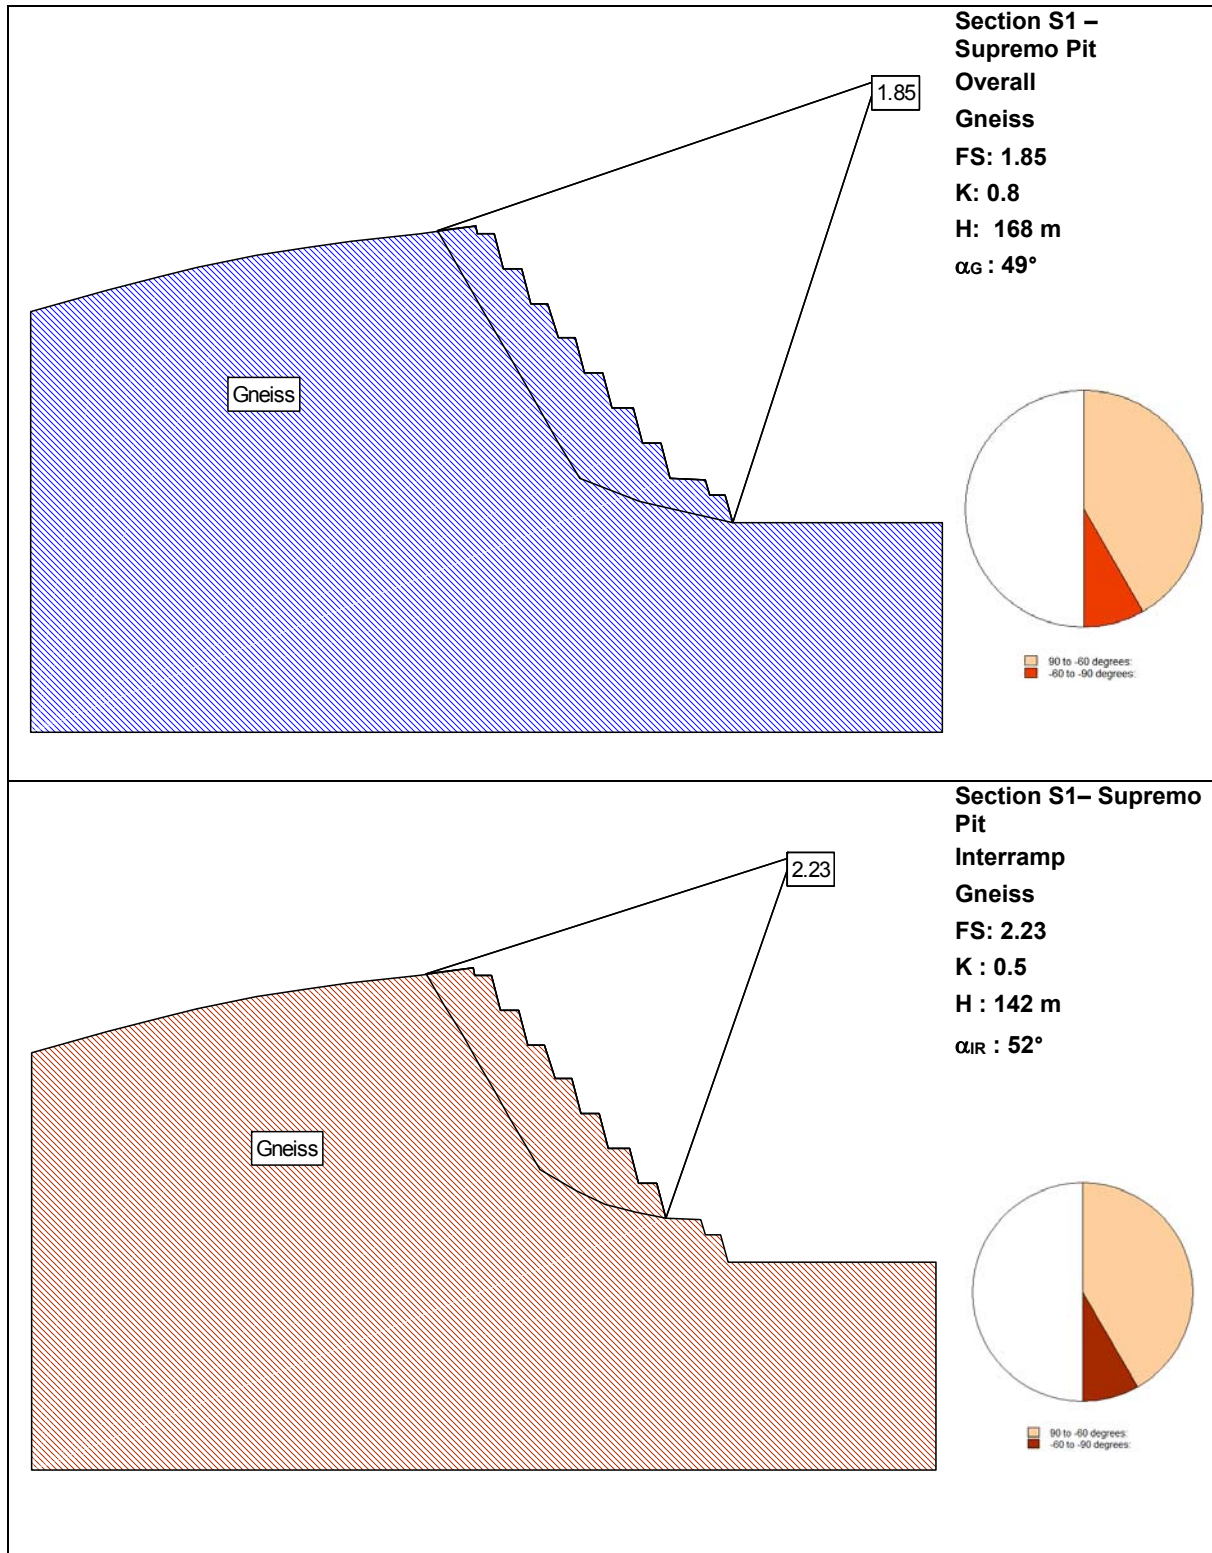 Section S1 –
Supremo Pit
Overall
Gneiss
FS: 1.85
K: 0.8
H: 168 m
αG : 49°
1.85
Gneiss
90 to -60 degrees:
-60 to -90 degrees:
Section S1– Supremo
Pit
Interramp
Gneiss
FS: 2.23
K : 0.5
H : 142 m
αIR : 52°
2.23
Gneiss
90 to -60 degrees:
-60 to -90 degrees: